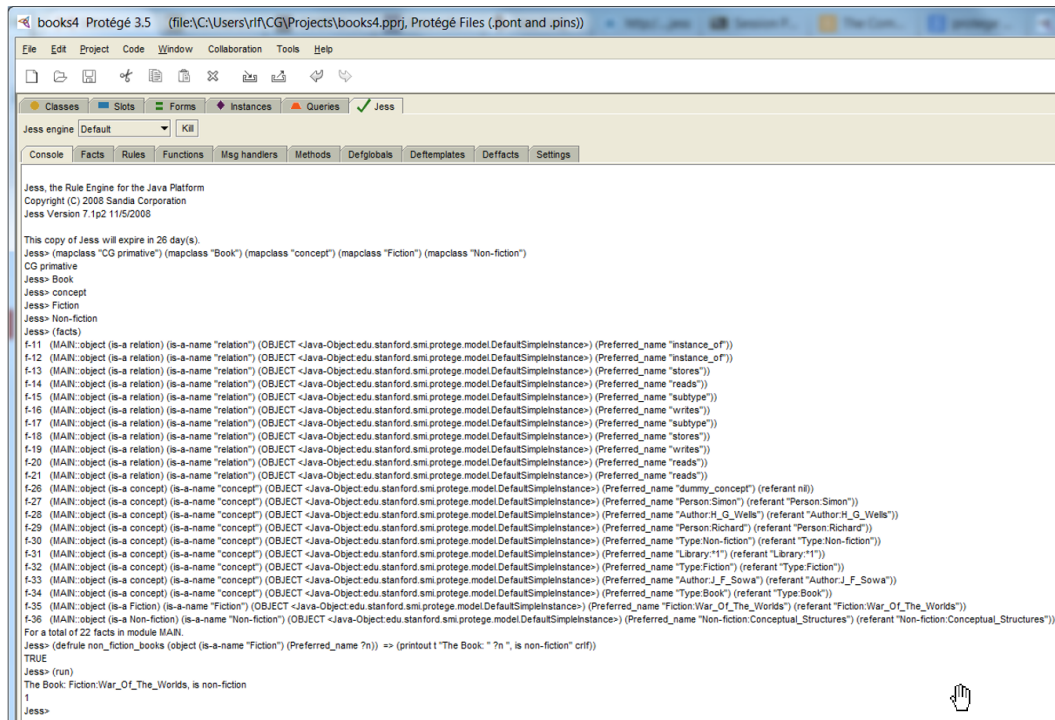 books4 Protégé 3.5 (file:\C:\Users\rlf\CG\Projects\books4.pprj, Protégé Files (.pont and .pins))
File Edit Project Code Window Collaboration Tools Help
Classes Slots Forms Instances Queries Jess
Jess engine Default Kill
Console Facts Rules Functions Msg handlers Methods Defglobals Deftemplates Deffacts Settings
Jess, the Rule Engine for the Java Platform
Copyright (C) 2008 Sandia Corporation
Jess Version 7.1p2 11/5/2008
This copy of Jess will expire in 26 day(s).
Jess> (mapclass "CG primative") (mapclass "Book") (mapclass "concept") (mapclass "Fiction") (mapclass "Non-fiction")
CG primative
Jess> Book
Jess> concept
Jess> Fiction
Jess> Non-fiction
Jess> (facts)
f-11 (MAIN::object (is-a relation) (is-a-name "relation") (OBJECT <Java-Object:edu.stanford.smi.protege.model.DefaultSimpleInstance>) (Preferred_name "instance_of"))
f-12 (MAIN::object (is-a relation) (is-a-name "relation") (OBJECT <Java-Object:edu.stanford.smi.protege.model.DefaultSimpleInstance>) (Preferred_name "instance_of"))
f-13 (MAIN::object (is-a relation) (is-a-name "relation") (OBJECT <Java-Object:edu.stanford.smi.protege.model.DefaultSimpleInstance>) (Preferred_name "stores"))
f-14 (MAIN::object (is-a relation) (is-a-name "relation") (OBJECT <Java-Object:edu.stanford.smi.protege.model.DefaultSimpleInstance>) (Preferred_name "reads"))
f-15 (MAIN::object (is-a relation) (is-a-name "relation") (OBJECT <Java-Object:edu.stanford.smi.protege.model.DefaultSimpleInstance>) (Preferred_name "subtype"))
f-16 (MAIN::object (is-a relation) (is-a-name "relation") (OBJECT <Java-Object:edu.stanford.smi.protege.model.DefaultSimpleInstance>) (Preferred_name "writes"))
f-17 (MAIN::object (is-a relation) (is-a-name "relation") (OBJECT <Java-Object:edu.stanford.smi.protege.model.DefaultSimpleInstance>) (Preferred_name "subtype"))
f-18 (MAIN::object (is-a relation) (is-a-name "relation") (OBJECT <Java-Object:edu.stanford.smi.protege.model.DefaultSimpleInstance>) (Preferred_name "stores"))
f-19 (MAIN::object (is-a relation) (is-a-name "relation") (OBJECT <Java-Object:edu.stanford.smi.protege.model.DefaultSimpleInstance>) (Preferred_name "writes"))
f-20 (MAIN::object (is-a relation) (is-a-name "relation") (OBJECT <Java-Object:edu.stanford.smi.protege.model.DefaultSimpleInstance>) (Preferred_name "reads"))
f-21 (MAIN::object (is-a relation) (is-a-name "relation") (OBJECT <Java-Object:edu.stanford.smi.protege.model.DefaultSimpleInstance>) (Preferred_name "reads"))
f-26 (MAIN::object (is-a concept) (is-a-name "concept") (OBJECT <Java-Object:edu.stanford.smi.protege.model.DefaultSimpleInstance>) (Preferred_name "dummy_concept") (referant nil))
f-27 (MAIN::object (is-a concept) (is-a-name "concept") (OBJECT <Java-Object:edu.stanford.smi.protege.model.DefaultSimpleInstance>) (Preferred_name "Person:Simon") (referant "Person:Simon"))
f-28 (MAIN::object (is-a concept) (is-a-name "concept") (OBJECT <Java-Object:edu.stanford.smi.protege.model.DefaultSimpleInstance>) (Preferred_name "Author:H_G_Wells") (referant "Author:H_G_Wells"))
f-29 (MAIN::object (is-a concept) (is-a-name "concept") (OBJECT <Java-Object:edu.stanford.smi.protege.model.DefaultSimpleInstance>) (Preferred_name "Person:Richard") (referant "Person:Richard"))
f-30 (MAIN::object (is-a concept) (is-a-name "concept") (OBJECT <Java-Object:edu.stanford.smi.protege.model.DefaultSimpleInstance>) (Preferred_name "Type:Non-fiction") (referant "Type:Non-fiction"))
f-31 (MAIN::object (is-a concept) (is-a-name "concept") (OBJECT <Java-Object:edu.stanford.smi.protege.model.DefaultSimpleInstance>) (Preferred_name "Library:*1") (referant "Library:*1"))
f-32 (MAIN::object (is-a concept) (is-a-name "concept") (OBJECT <Java-Object:edu.stanford.smi.protege.model.DefaultSimpleInstance>) (Preferred_name "Type:Fiction") (referant "Type:Fiction"))
f-33 (MAIN::object (is-a concept) (is-a-name "concept") (OBJECT <Java-Object:edu.stanford.smi.protege.model.DefaultSimpleInstance>) (Preferred_name "Author:J_F_Sowa") (referant "Author:J_F_Sowa"))
f-34 (MAIN::object (is-a concept) (is-a-name "concept") (OBJECT <Java-Object:edu.stanford.smi.protege.model.DefaultSimpleInstance>) (Preferred_name "Type:Book") (referant "Type:Book"))
f-35 (MAIN::object (is-a Fiction) (is-a-name "Fiction") (OBJECT <Java-Object:edu.stanford.smi.protege.model.DefaultSimpleInstance>) (Preferred_name "Fiction:War_Of_The_Worlds") (referant "Fiction:War_Of_The_Worlds"))
f-36 (MAIN::object (is-a Non-fiction) (is-a-name "Non-fiction") (OBJECT <Java-Object:edu.stanford.smi.protege.model.DefaultSimpleInstance>) (Preferred_name "Non-fiction:Conceptual_Structures") (referant "Non-fiction:Conceptual_Structures"))
For a total of 22 facts in module MAIN.
Jess> (defrule non_fiction_books (object (is-a-name "Fiction") (Preferred_name ?n)) => (printout t "The Book: " ?n ", is non-fiction" crlf))
TRUE
Jess> (run)
The Book: Fiction:War_Of_The_Worlds, is non-fiction
1
Jess>